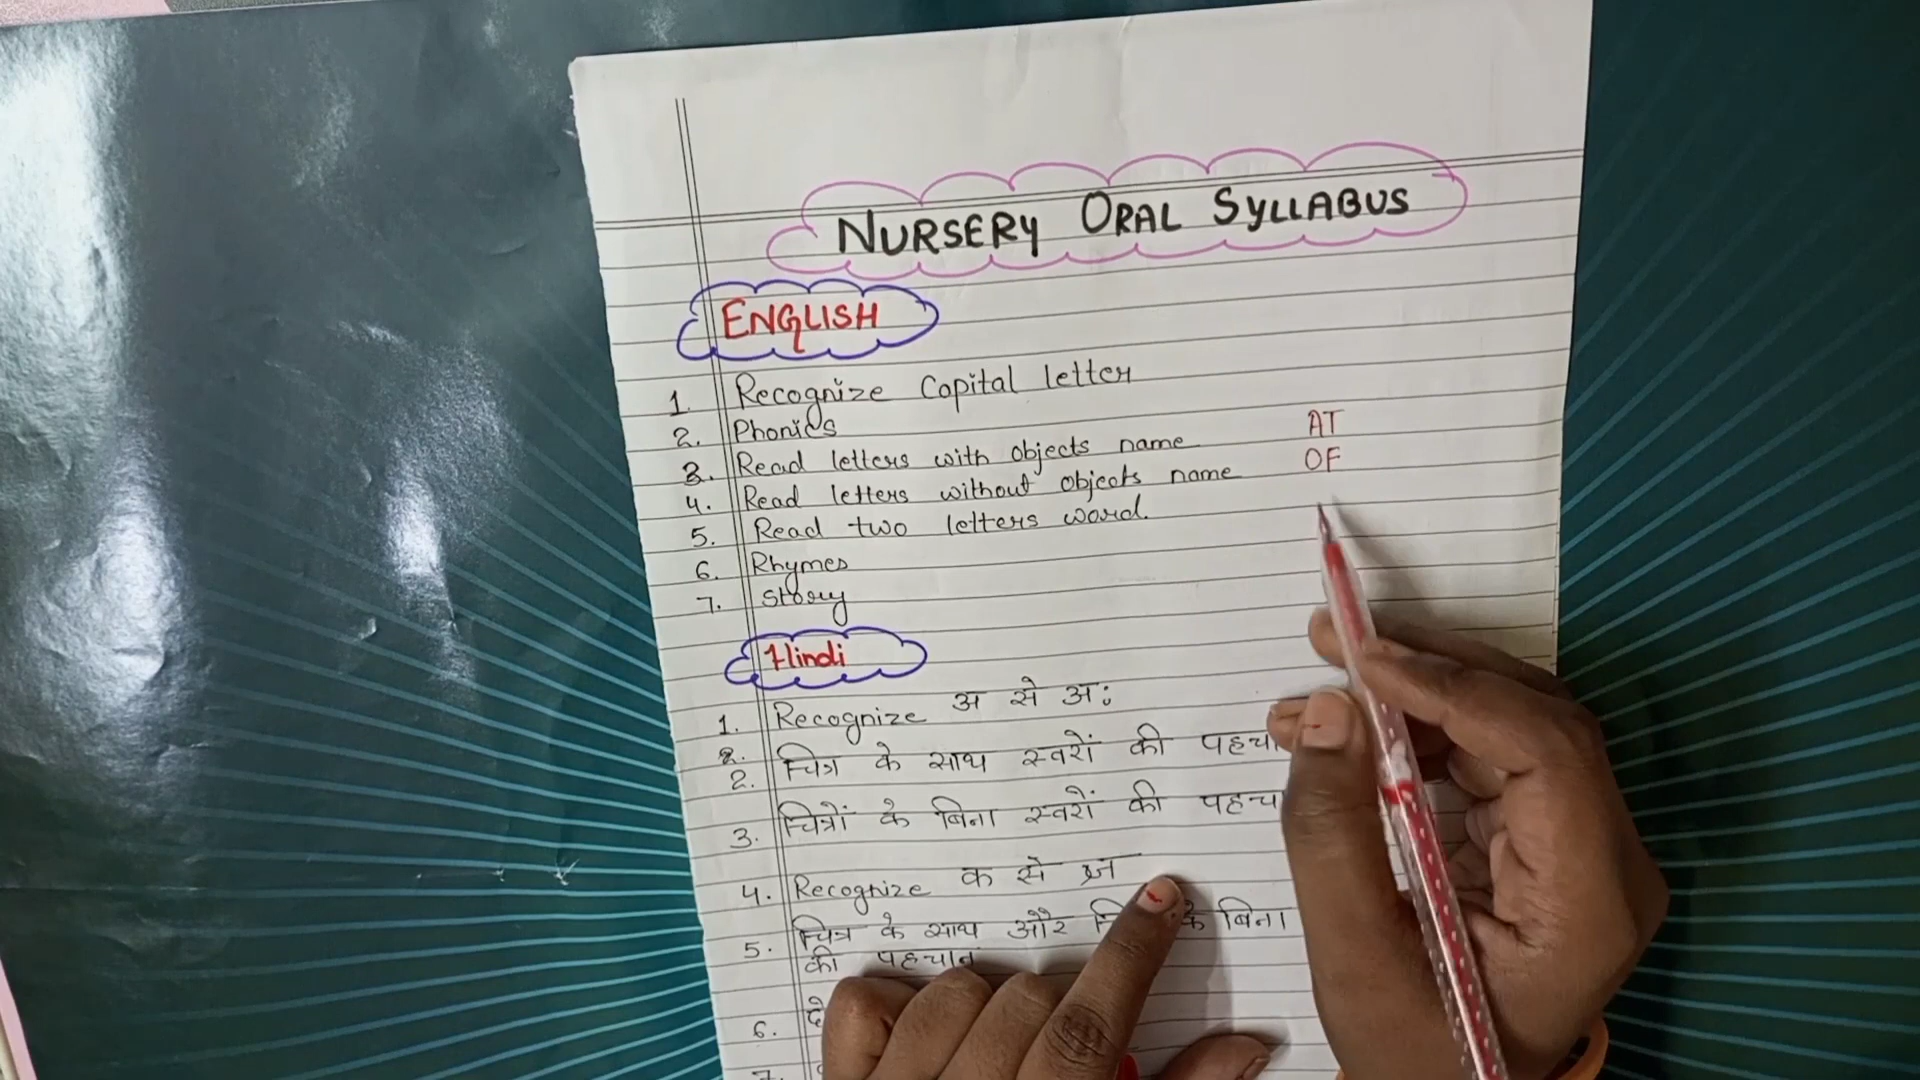 NURSERY ORAL SYLLABUS
ENGLISH
1. Recognize Capital letter
2. Phonics
3. Read letters with objects name
4. Read letters without objects name
5. Read two letters word.
6. Rhymes
7. Story
AT
OF
Hindi
1. Recognize अ से अः
2.
2. चित्र के साथ स्वरों की
3. चित्रों के बिना स्वरों की
4. Recognize क से ज्ञ
5. चित्र के साथ और के बिना
की पहचान
6.
7.